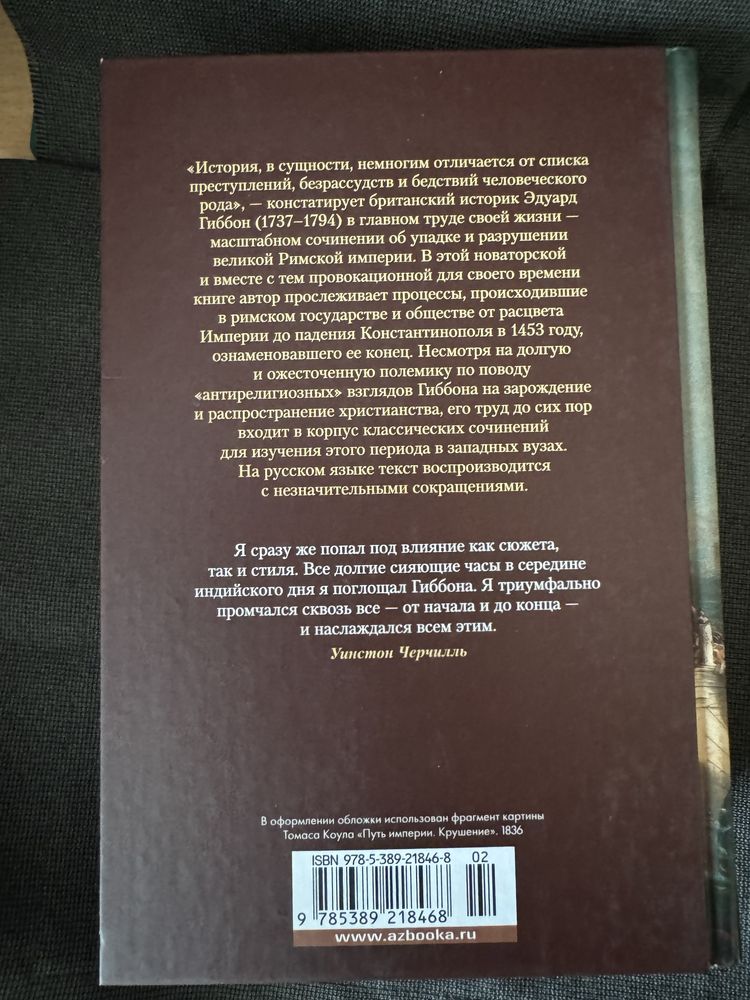 «История, в сущности, немногим отличается от списка
преступлений, безрассудств и бедствий человеческого
рода», — констатирует британский историк Эдуард
Гиббон (1737–1794) в главном труде своей жизни —
масштабном сочинении об упадке и разрушении
великой Римской империи. В этой новаторской
и вместе с тем провокационной для своего времени
книге автор прослеживает процессы, происходившие
в римском государстве и обществе от расцвета
Империи до падения Константинополя в 1453 году,
ознаменовавшего ее конец. Несмотря на долгую
и ожесточенную полемику по поводу
«антирелигиозных» взглядов Гиббона на зарождение
и распространение христианства, его труд до сих пор
входит в корпус классических сочинений
для изучения этого периода в западных вузах.
На русском языке текст воспроизводится
с незначительными сокращениями.
Я сразу же попал под влияние как сюжета,
так и стиля. Все долгие сияющие часы в середине
индийского дня я поглощал Гиббона. Я триумфально
промчался сквозь все — от начала и до конца —
и наслаждался всем этим.
Уинстон Черчилль
В оформлении обложки использован фрагмент картины
Томаса Коула «Путь империи. Крушение». 1836
ISBN 978-5-389-21846-8 02
9 785389 218468
www.azbooka.ru